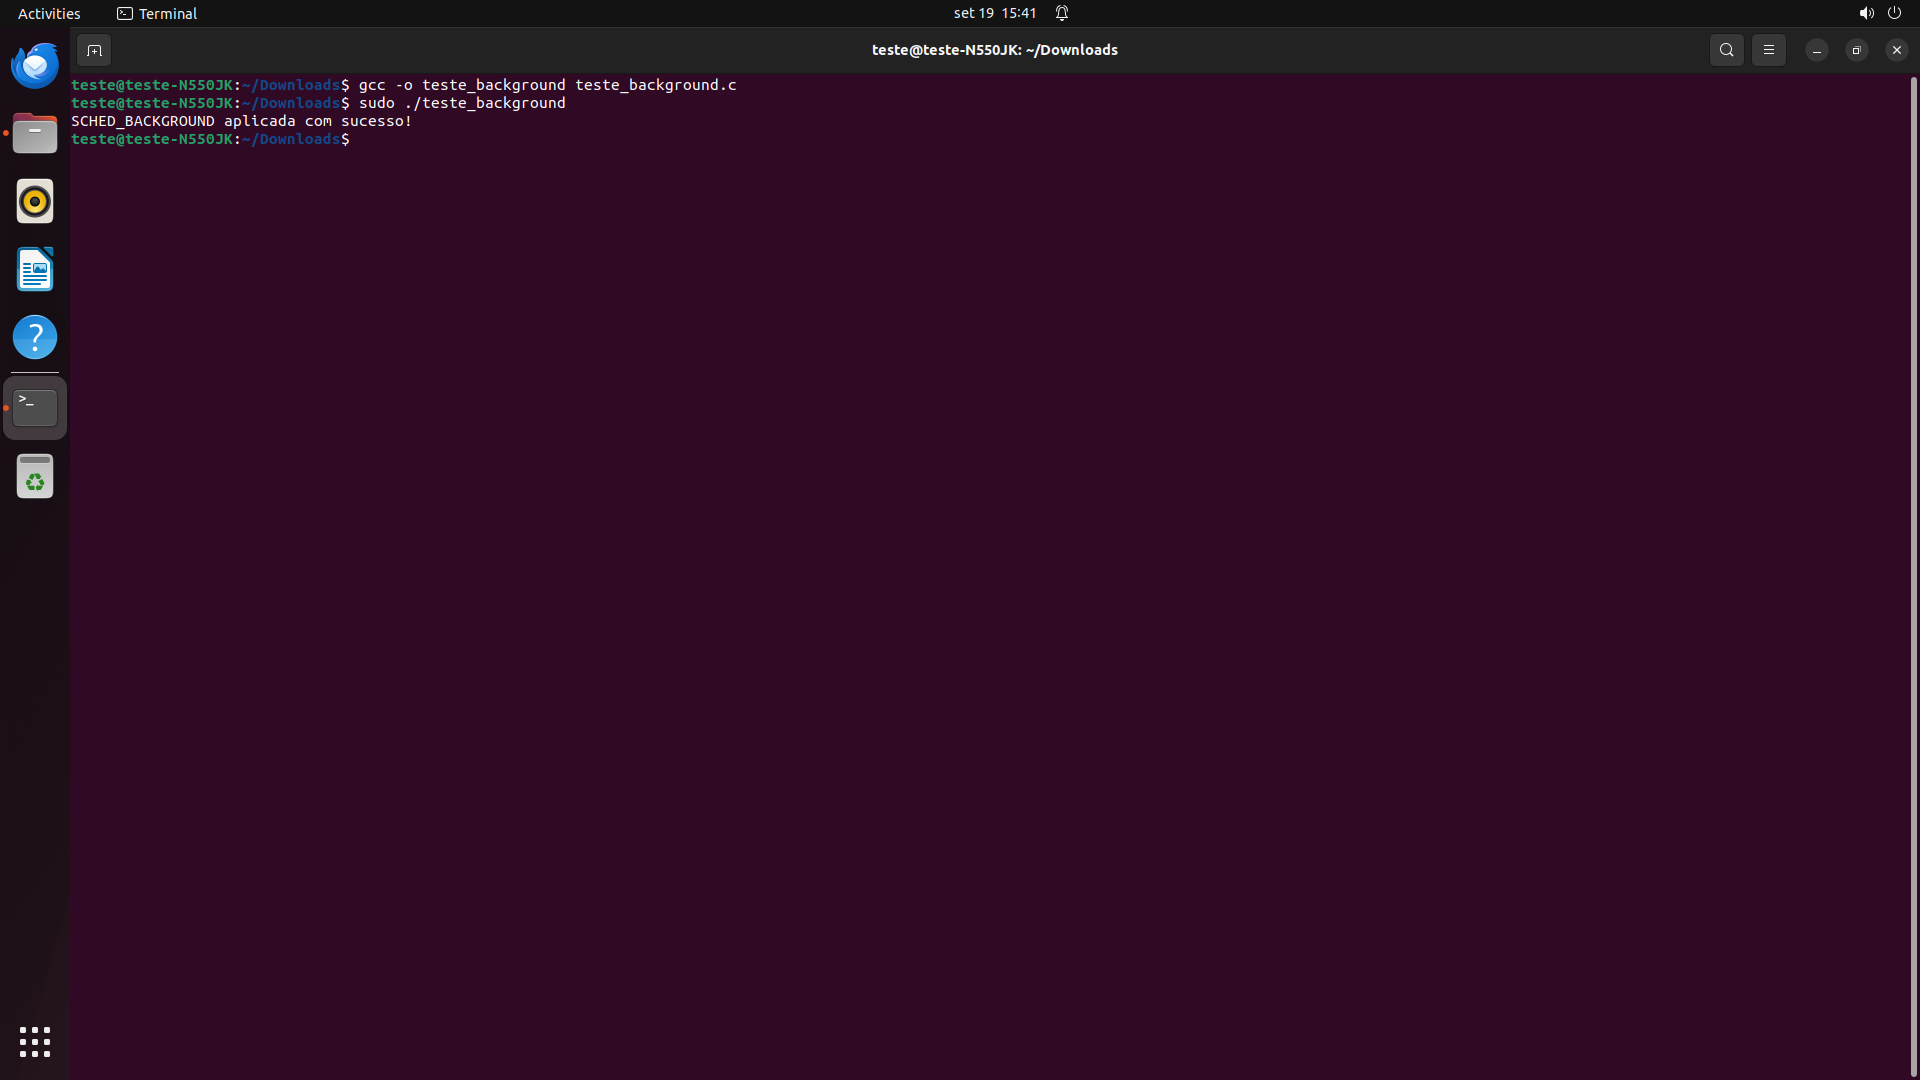 Activities Terminal set 19 15:41
teste@teste-N550JK: ~/Downloads
teste@teste-N550JK:~/Downloads$ gcc -o teste_background teste_background.c
teste@teste-N550JK:~/Downloads$ sudo ./teste_background
SCHED_BACKGROUND aplicada com sucesso!
teste@teste-N550JK:~/Downloads$